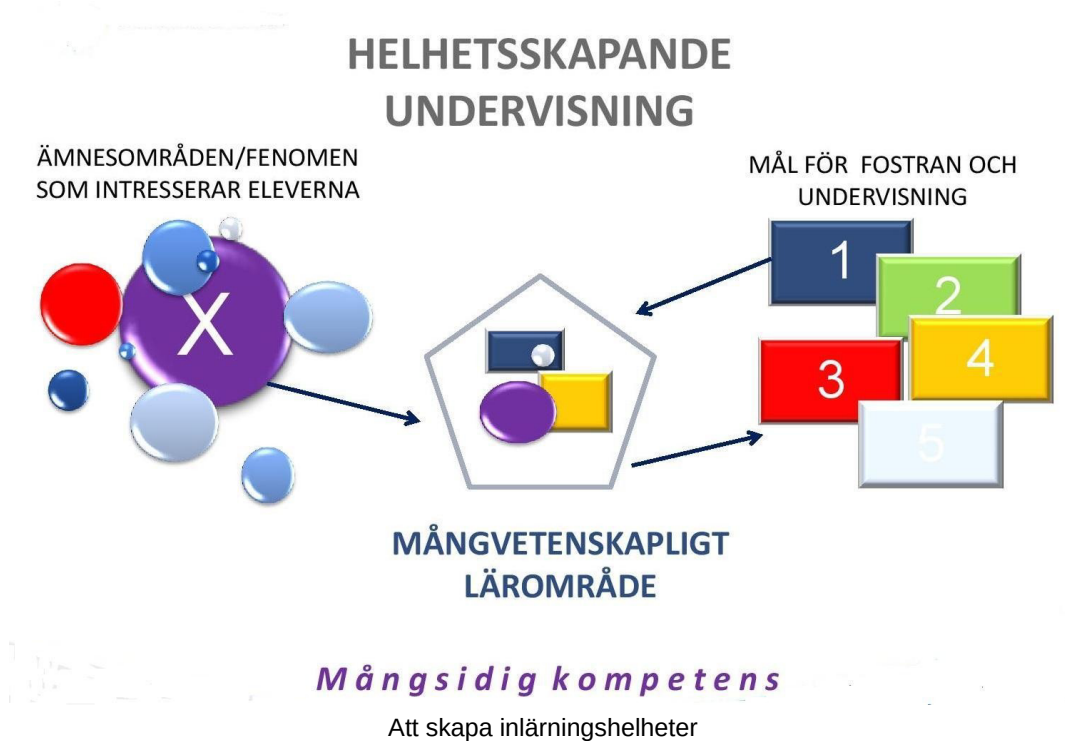 HELHETSSKAPANDE
UNDERVISNING
ÄMNESOMRÅDEN/FENOMEN
SOM INTRESSERAR ELEVERNA
MÅL FÖR FOSTRAN OCH
UNDERVISNING
X
1
2
3
4
5
MÅNGVETENSKAPLIGT
LÄROMRÅDE
Mångsidig kompetens
Att skapa inlärningshelheter